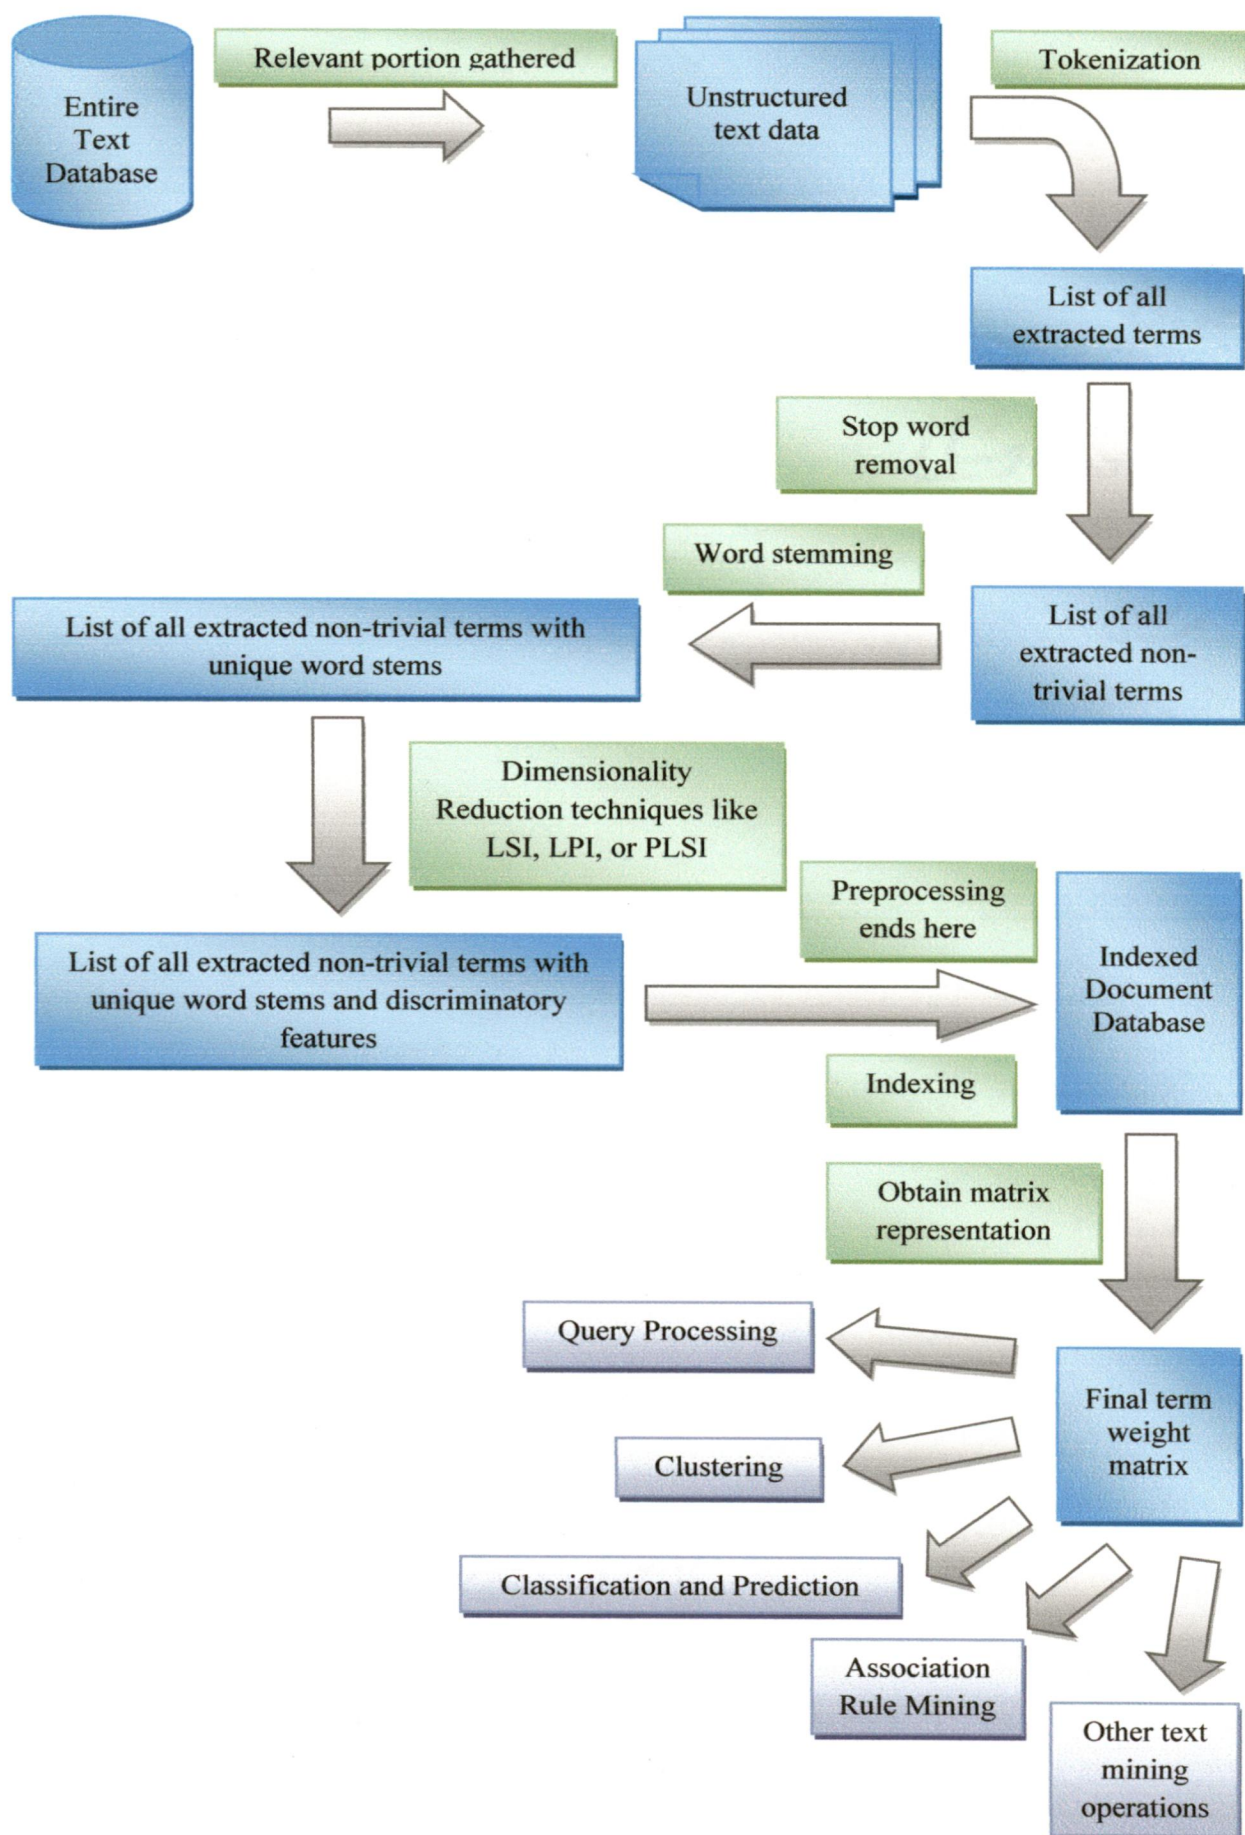 Entire
Text
Database
Relevant portion gathered
Unstructured
text data
Tokenization
List of all
extracted terms
Stop word
removal
Word stemming
List of all
extracted non-
trivial terms
List of all extracted non-trivial terms with
unique word stems
Dimensionality
Reduction techniques like
LSI, LPI, or PLSI
List of all extracted non-trivial terms with
unique word stems and discriminatory
features
Preprocessing
ends here
Indexing
Indexed
Document
Database
Obtain matrix
representation
Final term
weight
matrix
Query Processing
Clustering
Classification and Prediction
Association
Rule Mining
Other text
mining
operations